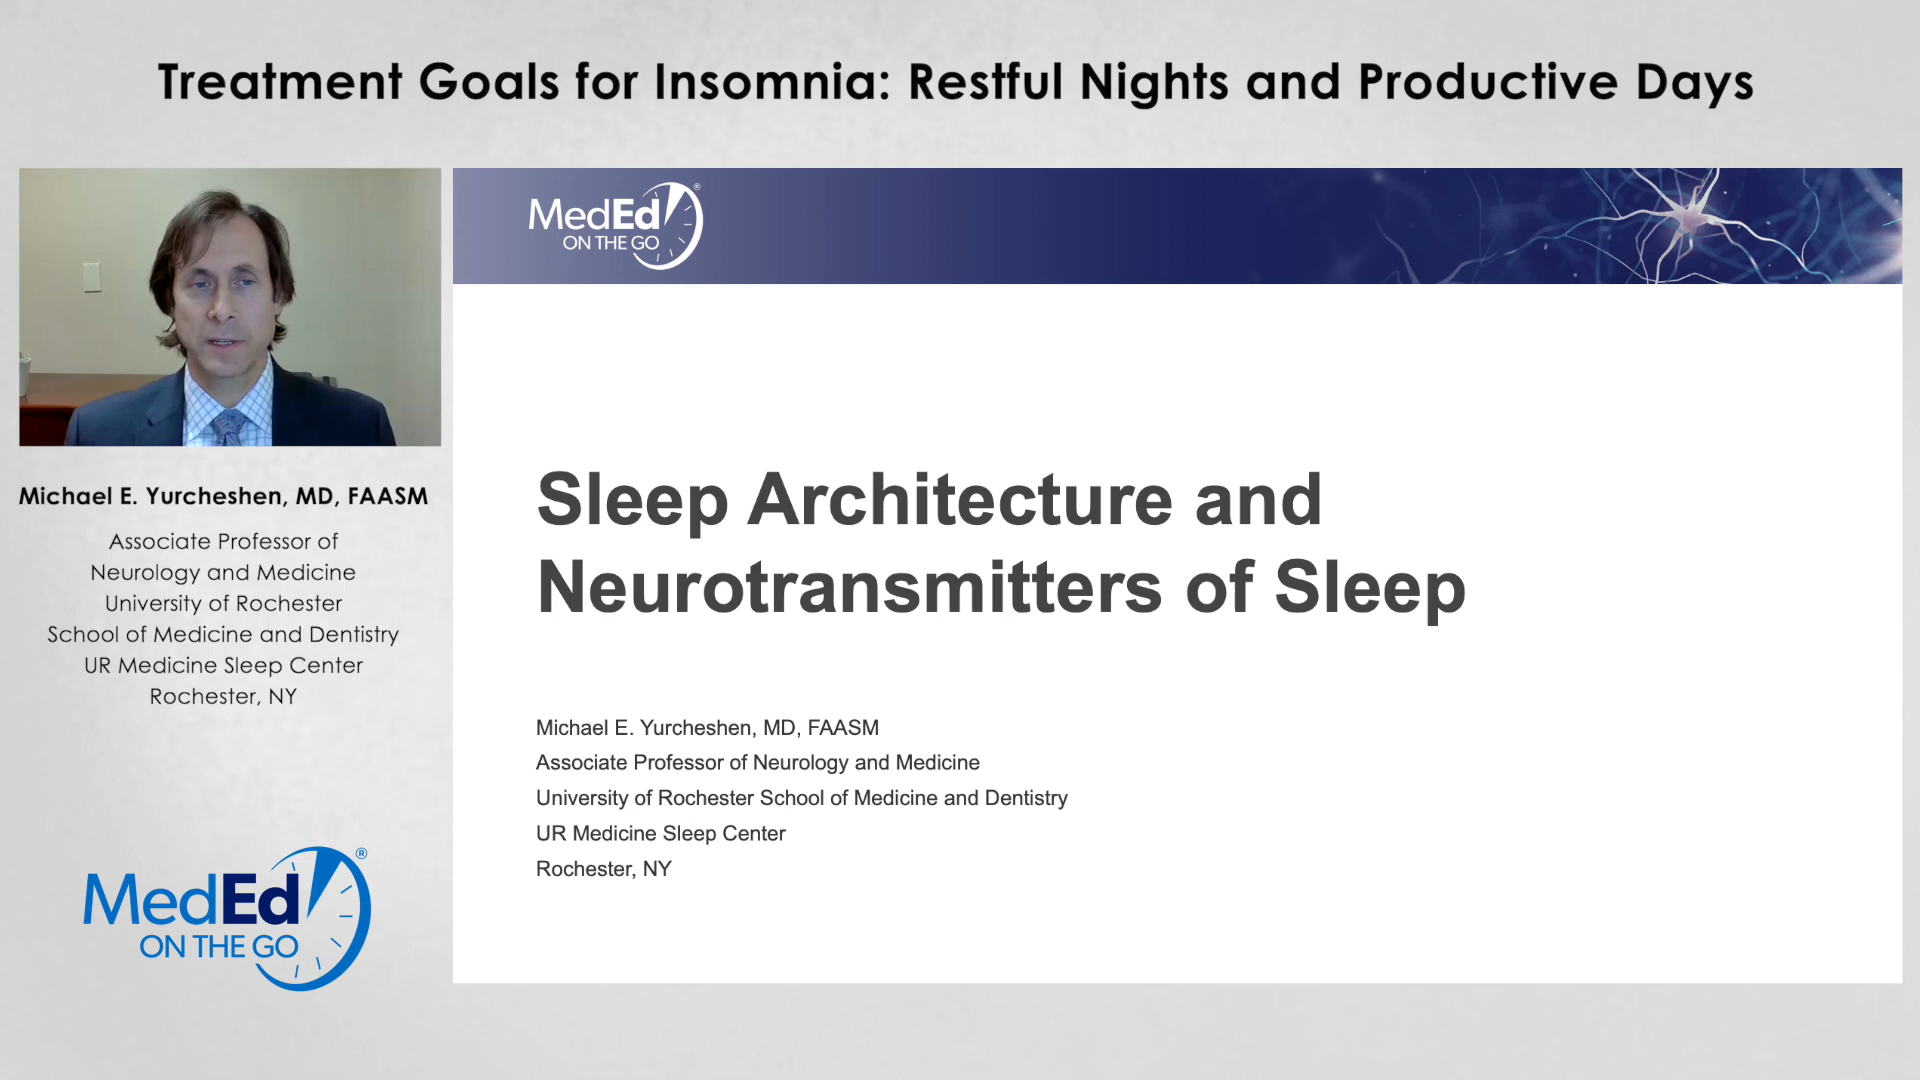 Treatment Goals for Insomnia: Restful Nights and Productive Days
Michael E. Yurcheshen, MD, FAASM
Associate Professor of
Neurology and Medicine
University of Rochester
School of Medicine and Dentistry
UR Medicine Sleep Center
Rochester, NY
MedEd®
ON THE GO
MedEd®
ON THE GO
Sleep Architecture and
Neurotransmitters of Sleep
Michael E. Yurcheshen, MD, FAASM
Associate Professor of Neurology and Medicine
University of Rochester School of Medicine and Dentistry
UR Medicine Sleep Center
Rochester, NY